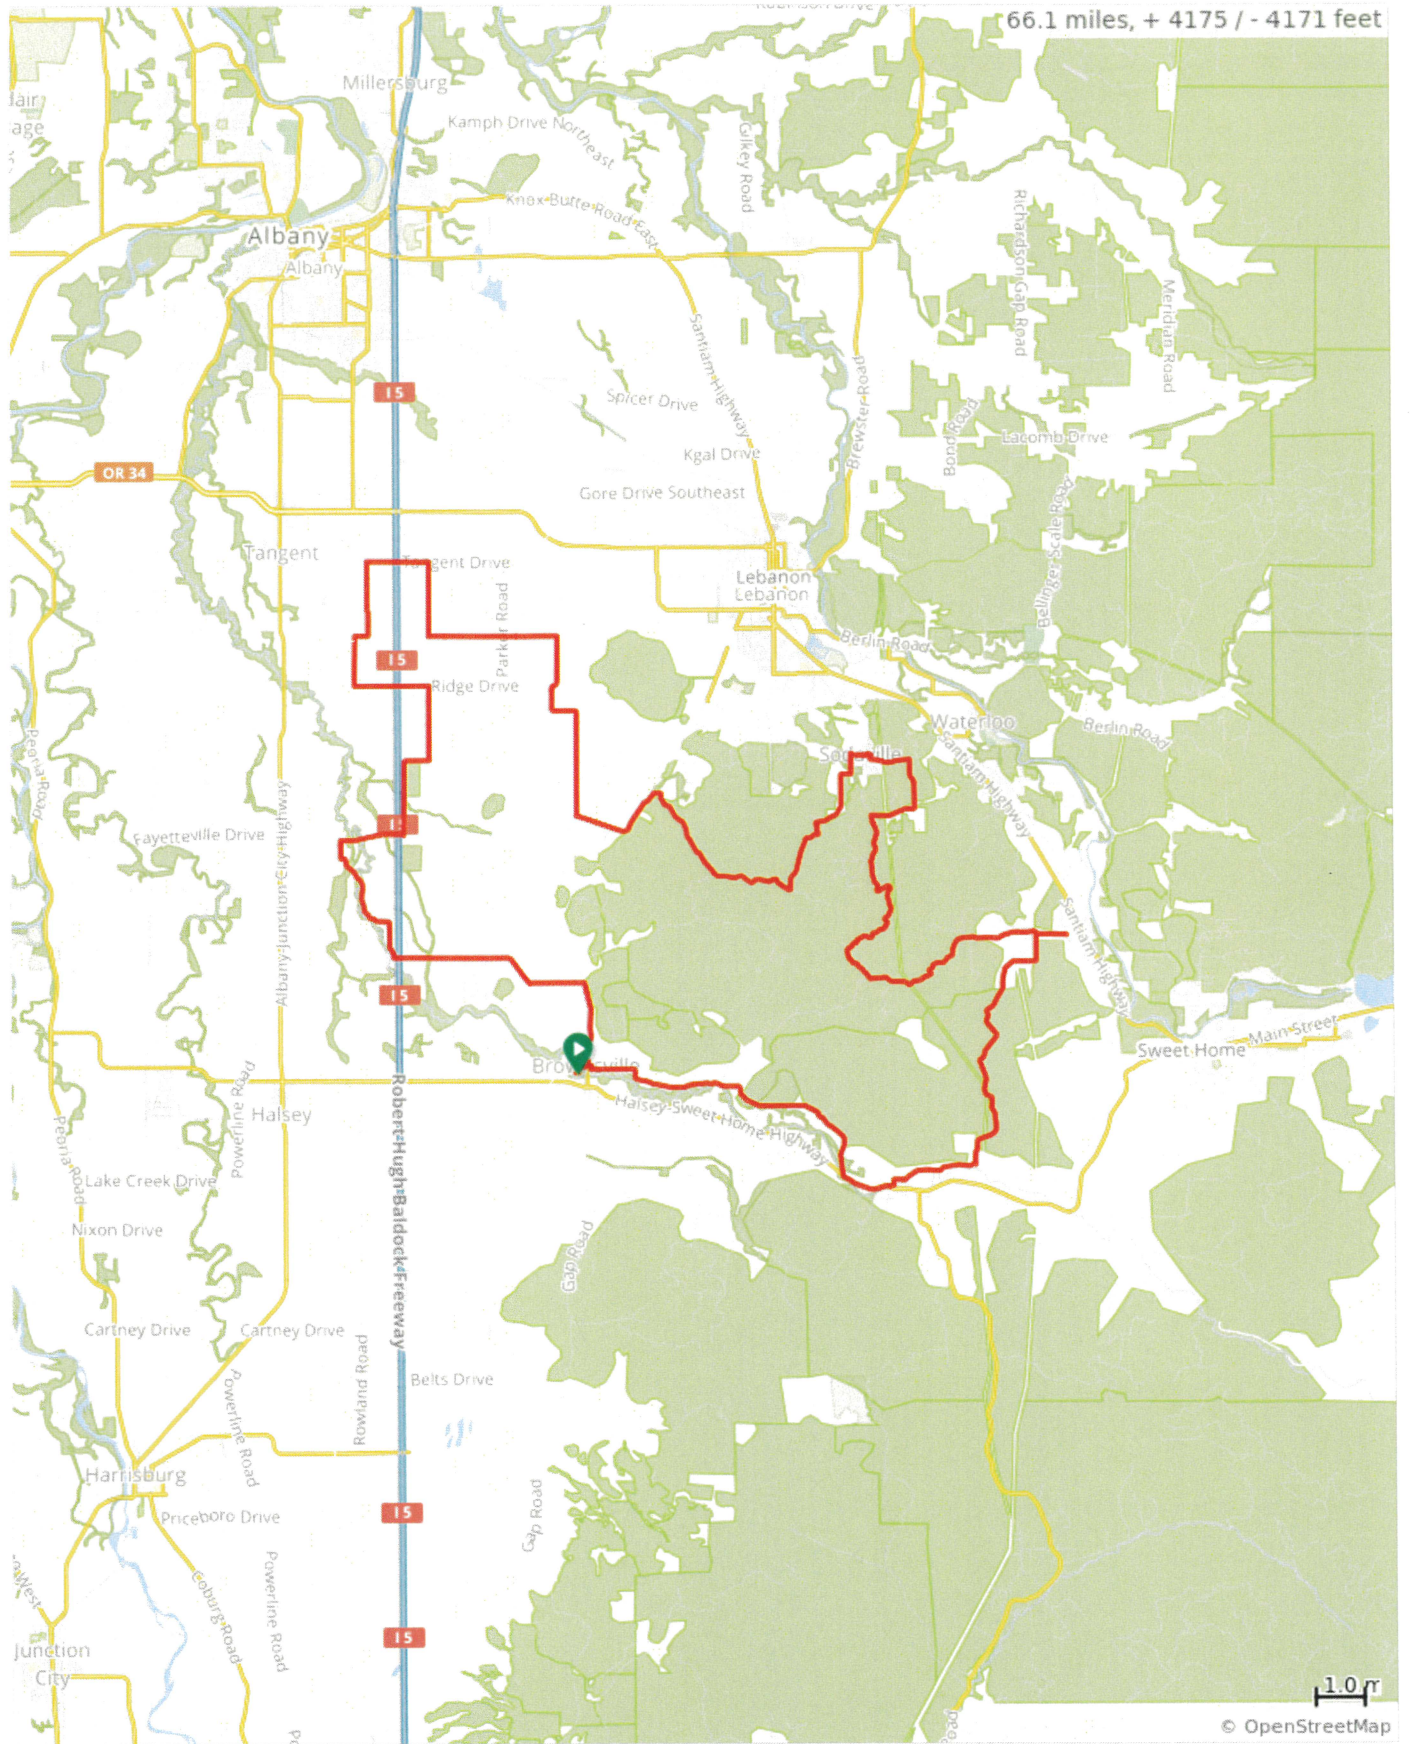 66.1 miles, + 4175 / - 4171 feet
Millersburg
Kamph Drive Northeast
Gilkey Road
Knox Butte Road East
Richardson Gap Road
Albany
Albany
Meridian Road
Santiam Highway
I 5
Spicer Drive
Brewster Road
Bond Road
Lacomb Drive
Kgal Drive
OR 34
Gore Drive Southeast
Bellinger Scale Road
Tangent
Tangent Drive
Lebanon
Lebanon
Parker Road
Berlin Road
I 5
Ridge Drive
Waterloo
Berlin Road
Peoria Road
Sodaville
Santiam Highway
Fayetteville Drive
Albany-Junction City Highway
Santiam Highway
I 5
Main Street
Sweet Home
Brownsville
Powerline Road
Halsey
Halsey-Sweet Home Highway
Robert Hugh Baldock Freeway
Peoria Road
Lake Creek Drive
Nixon Drive
Gap Road
Cartney Drive
Cartney Drive
Rowland Road
Belts Drive
Powerline Road
Harrisburg
Gap Road
I 5
Priceboro Drive
Coburg Road
Powerline Road
I 5
Junction
City
1.0 m
© OpenStreetMap